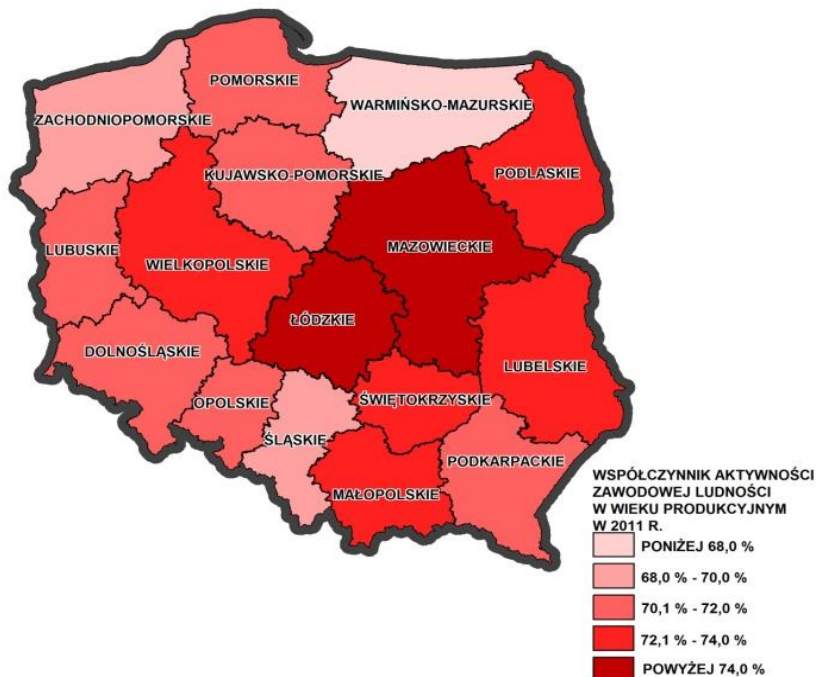 POMORSKIE
WARMIŃSKO-MAZURSKIE
ZACHODNIOPOMORSKIE
KUJAWSKO-POMORSKIE
PODLASKIE
LUBUSKIE
WIELKOPOLSKIE
MAZOWIECKIE
ŁÓDZKIE
DOLNOŚLĄSKIE
LUBELSKIE
OPOLSKIE
ŚWIĘTOKRZYSKIE
ŚLĄSKIE
PODKARPACKIE
MAŁOPOLSKIE
WSPÓŁCZYNNIK AKTYWNOŚCI
ZAWODOWEJ LUDNOŚCI
W WIEKU PRODUKCYJNYM
W 2011 R.
PONIŻEJ 68,0 %
68,0 % - 70,0 %
70,1 % - 72,0 %
72,1 % - 74,0 %
POWYŻEJ 74,0 %